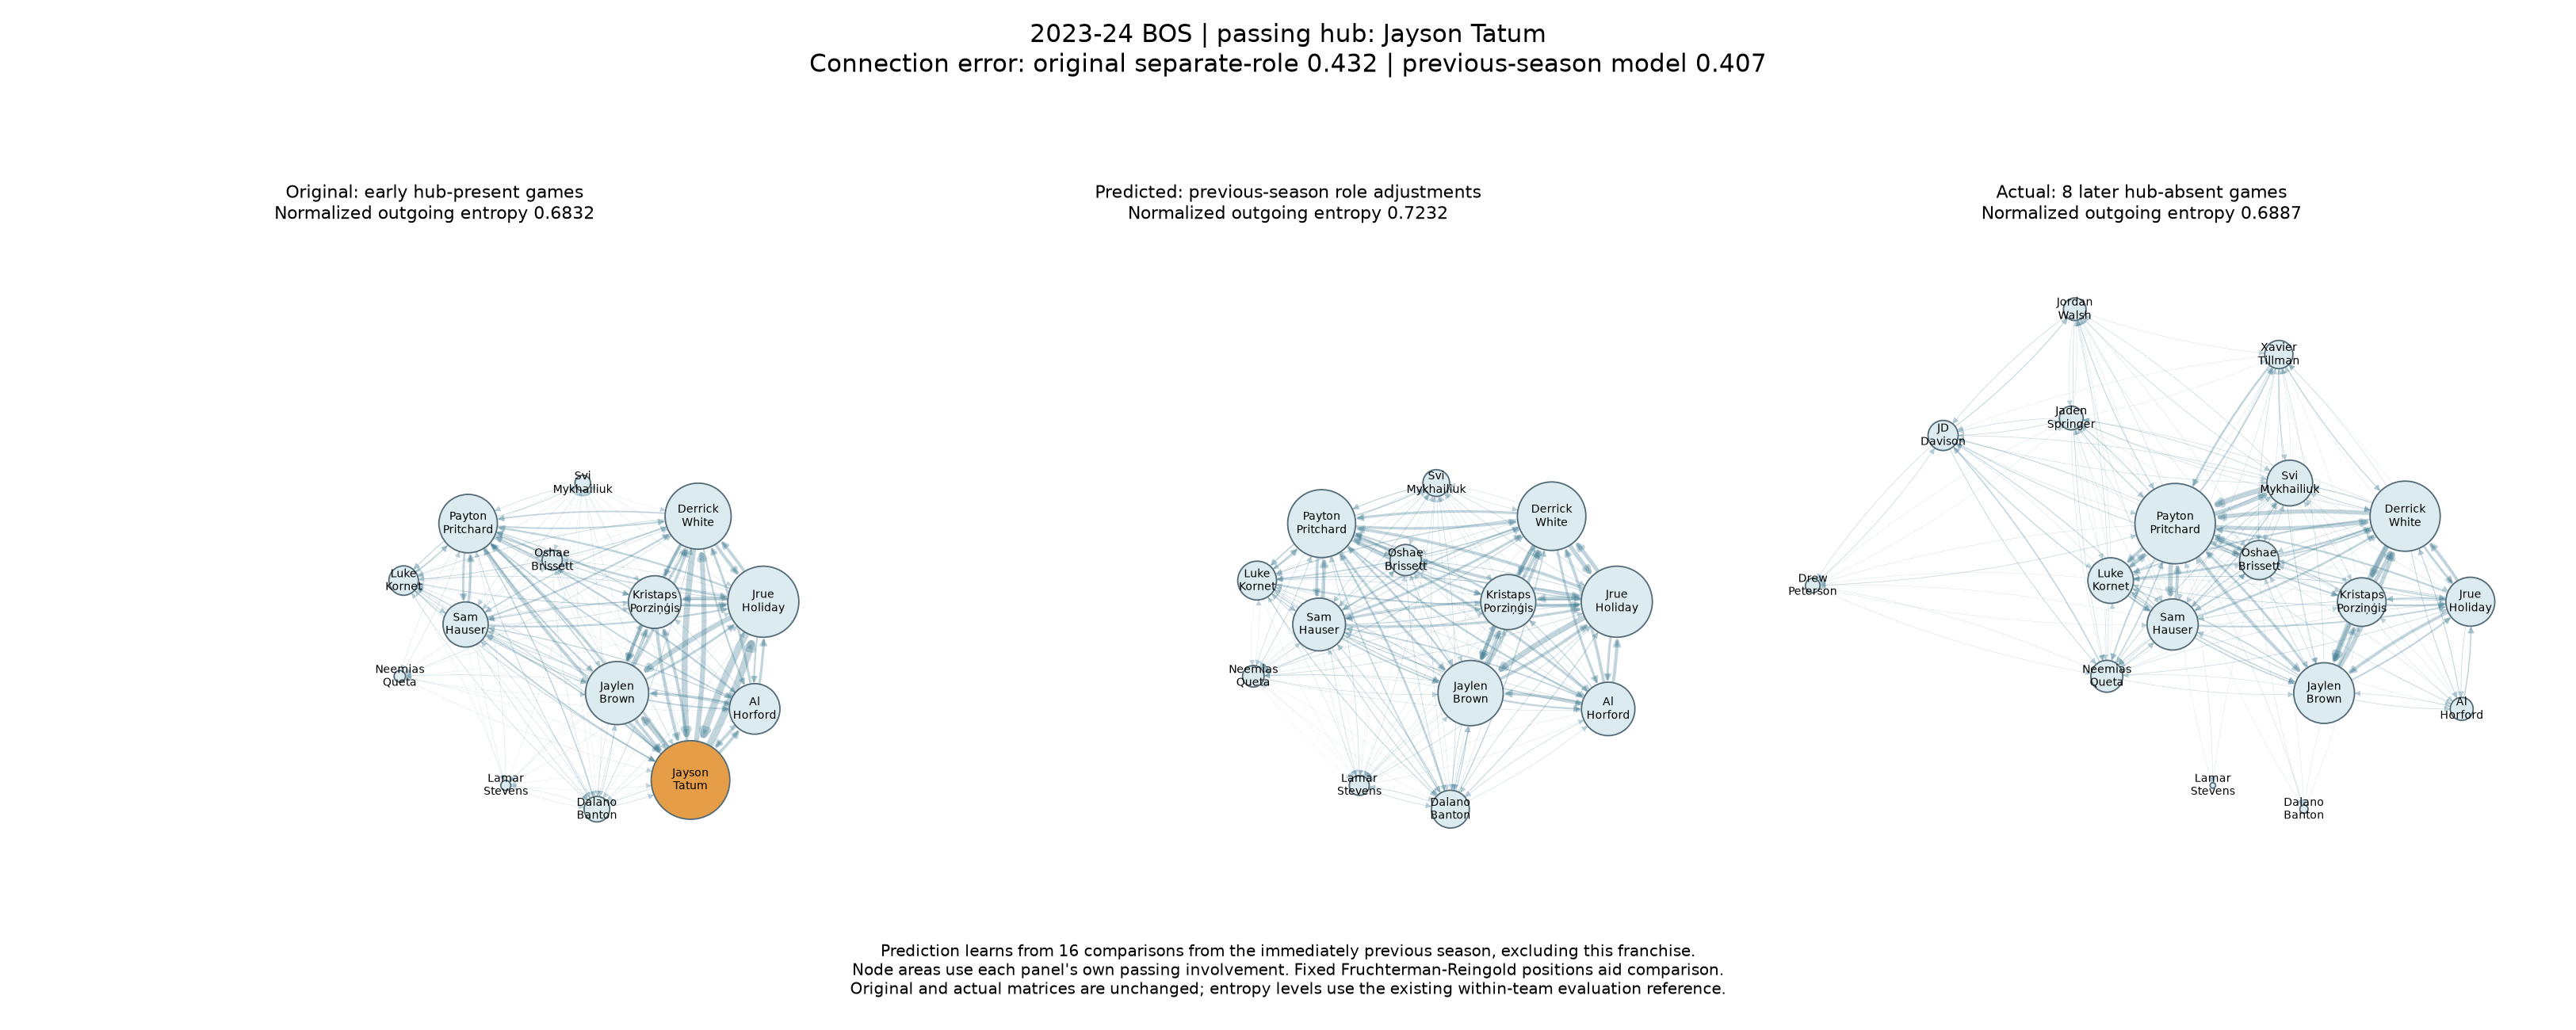 2023-24 BOS | passing hub: Jayson Tatum
Connection error: original separate-role 0.432 | previous-season model 0.407
Original: early hub-present games
Normalized outgoing entropy 0.6832
Svi
Mykhailiuk
Payton
Pritchard
Derrick
White
Oshae
Brissett
Luke
Kornet
Kristaps
Porziņģis
Jrue
Holiday
Sam
Hauser
Neemias
Queta
Jaylen
Brown
Al
Horford
Jayson
Tatum
Lamar
Stevens
Dalano
Banton
Predicted: previous-season role adjustments
Normalized outgoing entropy 0.7232
Svi
Mykhailiuk
Payton
Pritchard
Derrick
White
Oshae
Brissett
Luke
Kornet
Kristaps
Porziņģis
Jrue
Holiday
Sam
Hauser
Neemias
Queta
Jaylen
Brown
Al
Horford
Lamar
Stevens
Dalano
Banton
Actual: 8 later hub-absent games
Normalized outgoing entropy 0.6887
Jordan
Walsh
Xavier
Tillman
Jaden
Springer
JD
Davison
Svi
Mykhailiuk
Payton
Pritchard
Derrick
White
Oshae
Brissett
Luke
Kornet
Drew
Peterson
Kristaps
Porziņģis
Jrue
Holiday
Sam
Hauser
Neemias
Queta
Jaylen
Brown
Al
Horford
Lamar
Stevens
Dalano
Banton
Prediction learns from 16 comparisons from the immediately previous season, excluding this franchise.
Node areas use each panel's own passing involvement. Fixed Fruchterman-Reingold positions aid comparison.
Original and actual matrices are unchanged; entropy levels use the existing within-team evaluation reference.